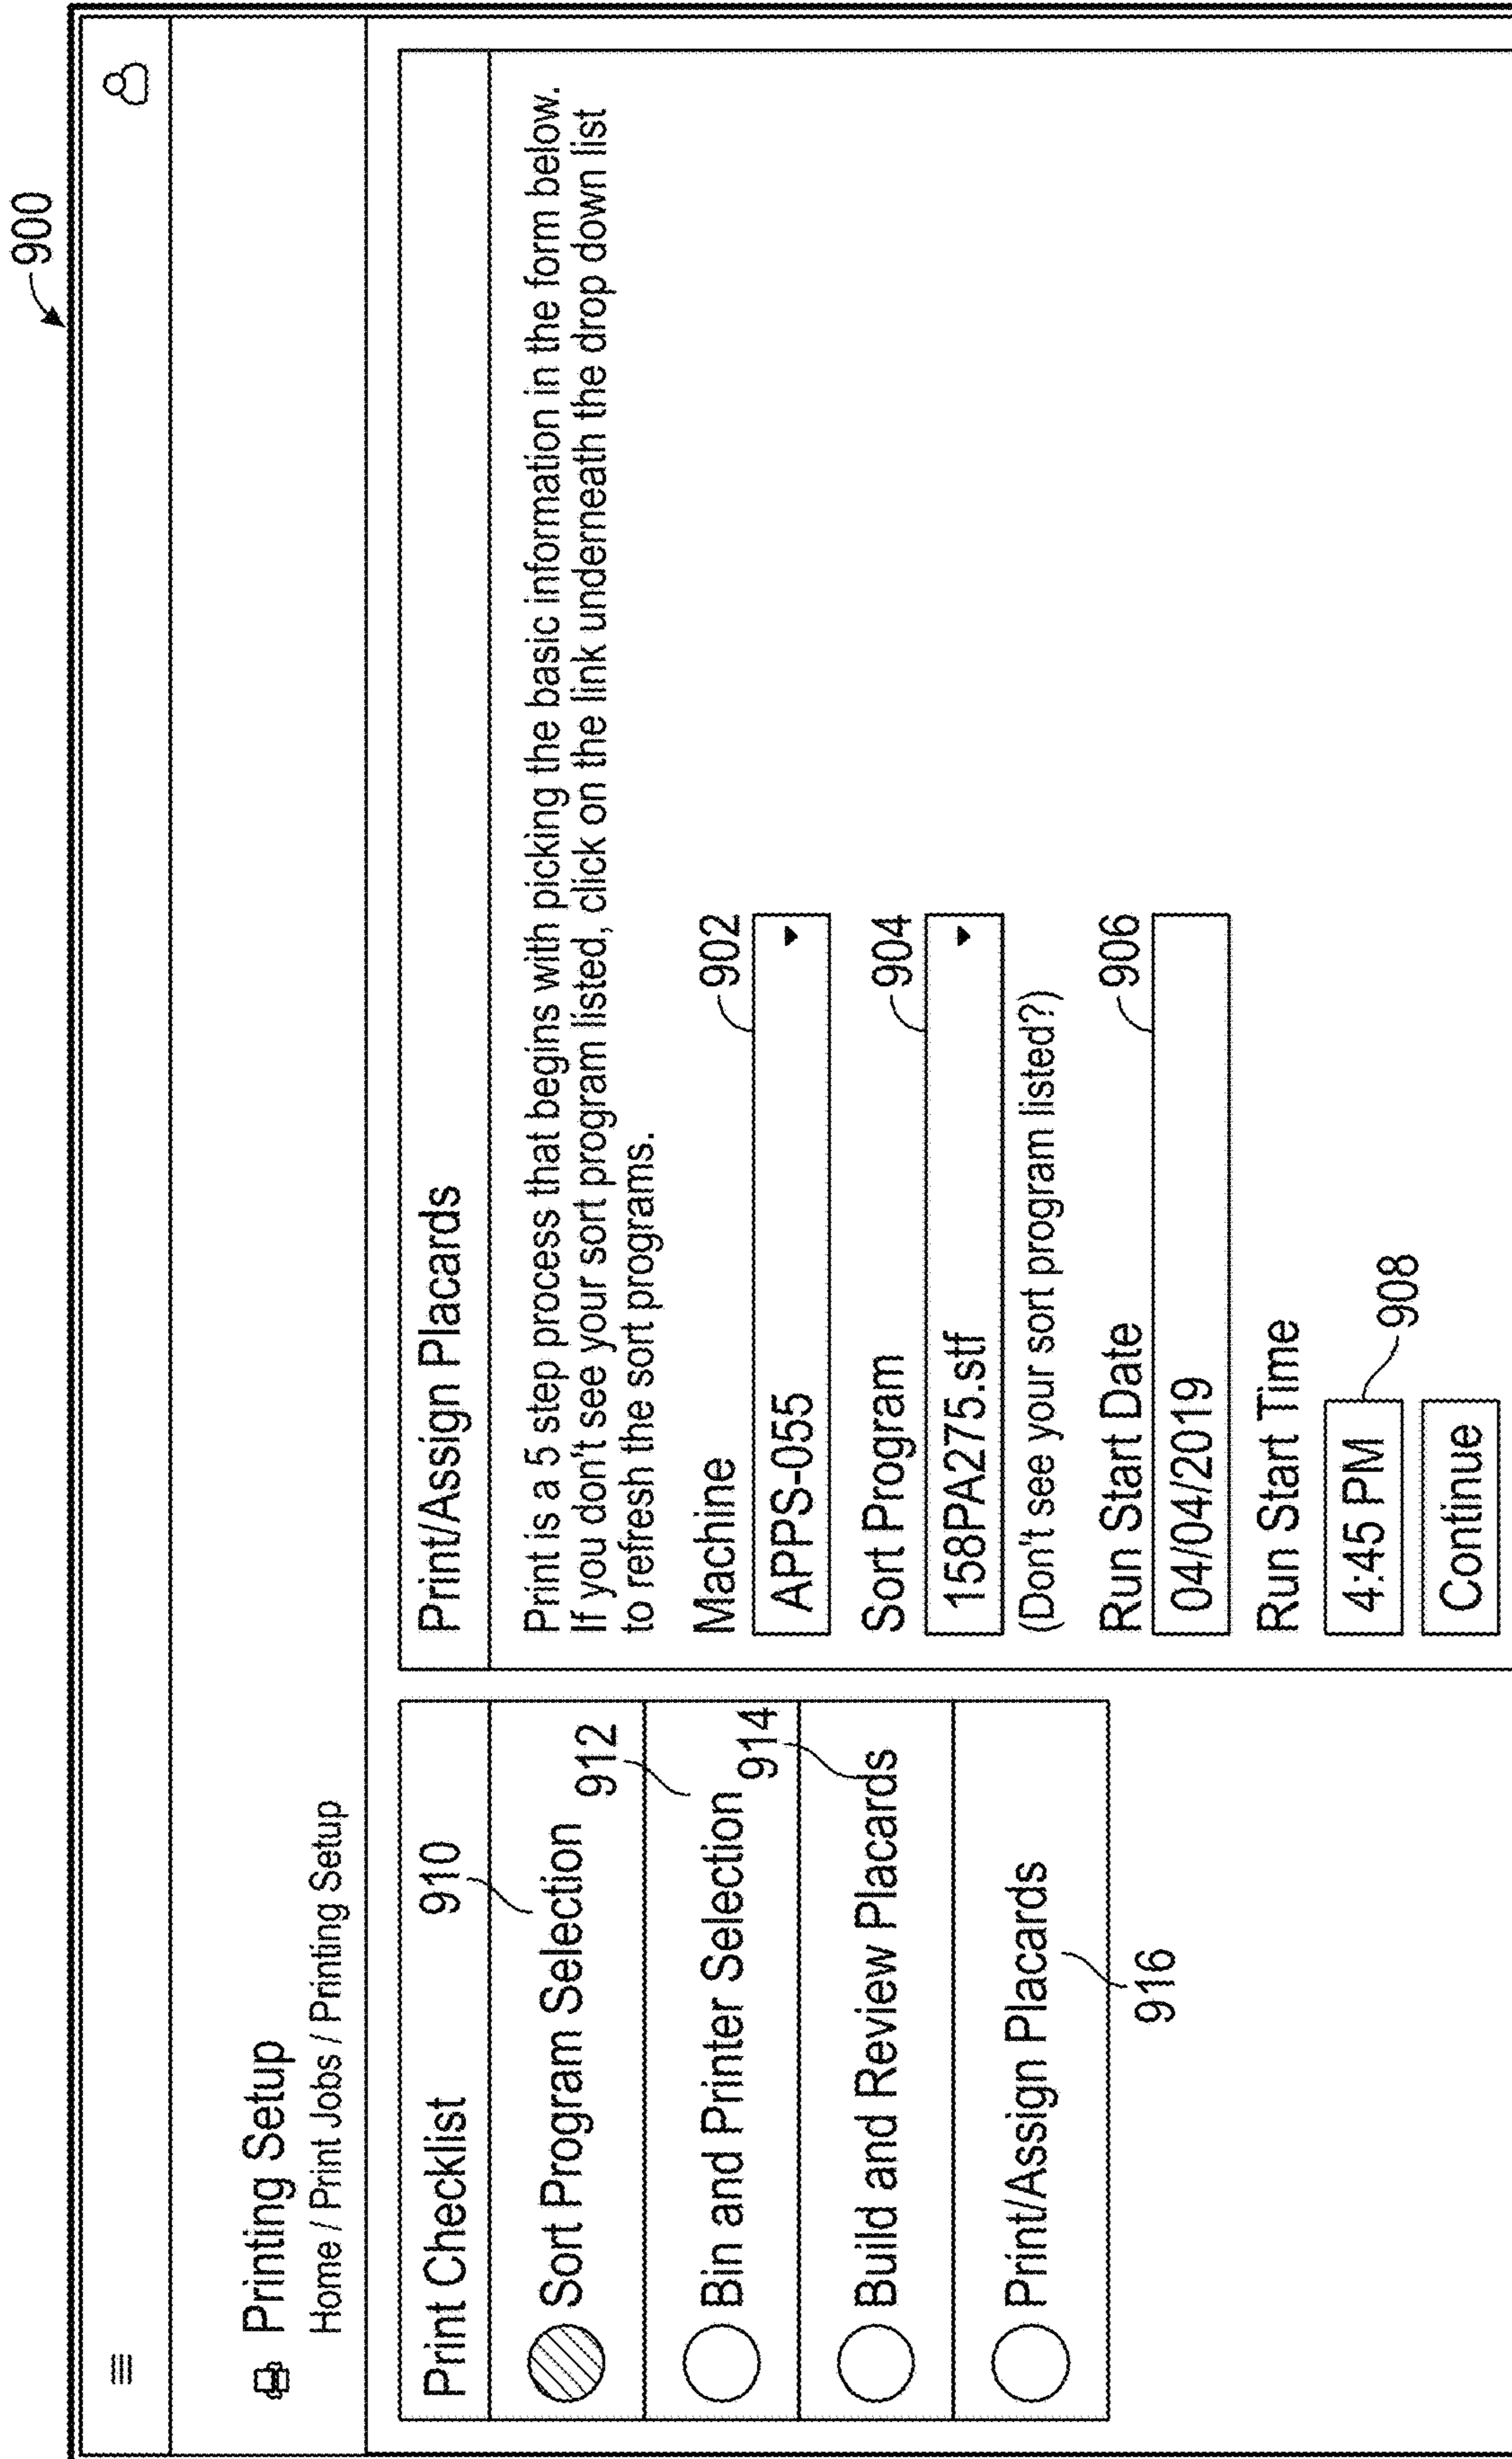 900
≡
Printing Setup
Home / Print Jobs / Printing Setup
Print Checklist
910
Sort Program Selection
912
Bin and Printer Selection
914
Build and Review Placards
Print/Assign Placards
916
Print/Assign Placards
Print is a 5 step process that begins with picking the basic information in the form below.
If you don't see your sort program listed, click on the link underneath the drop down list
to refresh the sort programs.
Machine
902
APPS-055
Sort Program
904
158PA275.stf
(Don't see your sort program listed?)
Run Start Date
906
04/04/2019
Run Start Time
4:45 PM
908
Continue